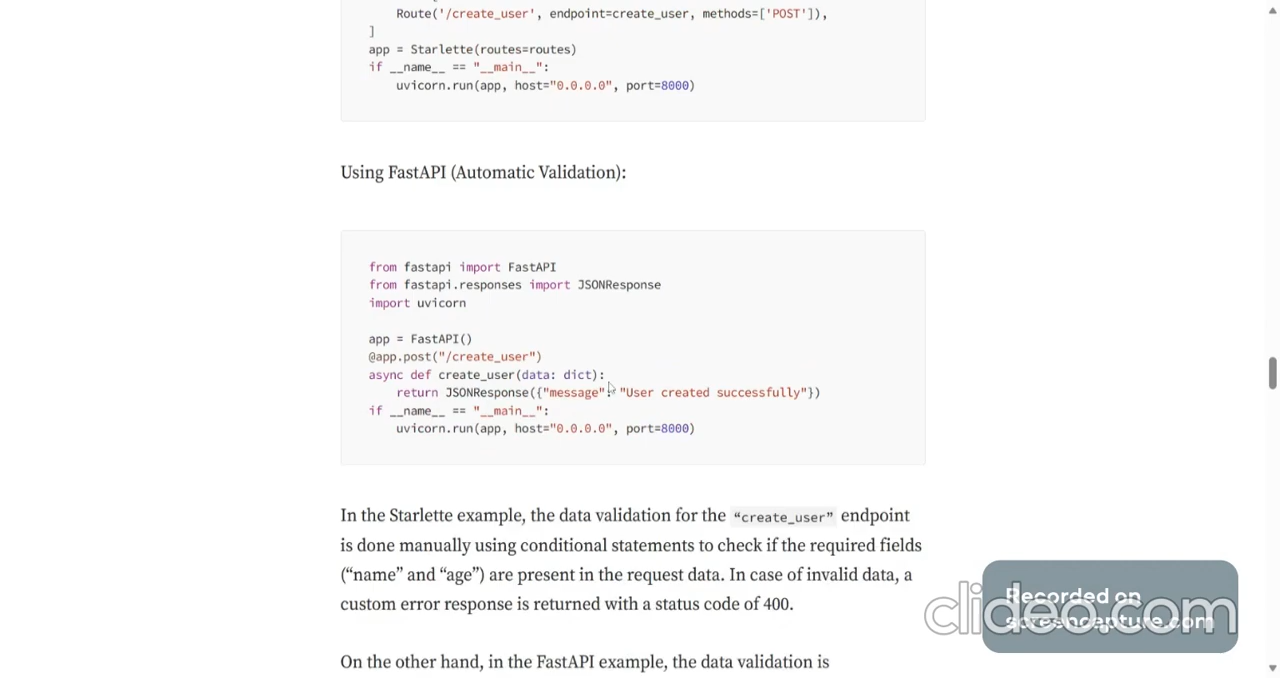 Route('/create_user', endpoint=create_user, methods=['POST']),
]
app = Starlette(routes=routes)
if __name__ == "__main__":
uvicorn.run(app, host="0.0.0.0", port=8000)
Using FastAPI (Automatic Validation):
from fastapi import FastAPI
from fastapi.responses import JSONResponse
import uvicorn
app = FastAPI()
@app.post("/create_user")
async def create_user(data: dict):
return JSONResponse({"message": "User created successfully"})
if __name__ == "__main__":
uvicorn.run(app, host="0.0.0.0", port=8000)
In the Starlette example, the data validation for the “create_user” endpoint
is done manually using conditional statements to check if the required fields
(“name” and “age”) are present in the request data. In case of invalid data, a
custom error response is returned with a status code of 400.
On the other hand, in the FastAPI example, the data validation is
Recorded on
screencapture.com
clideo.com